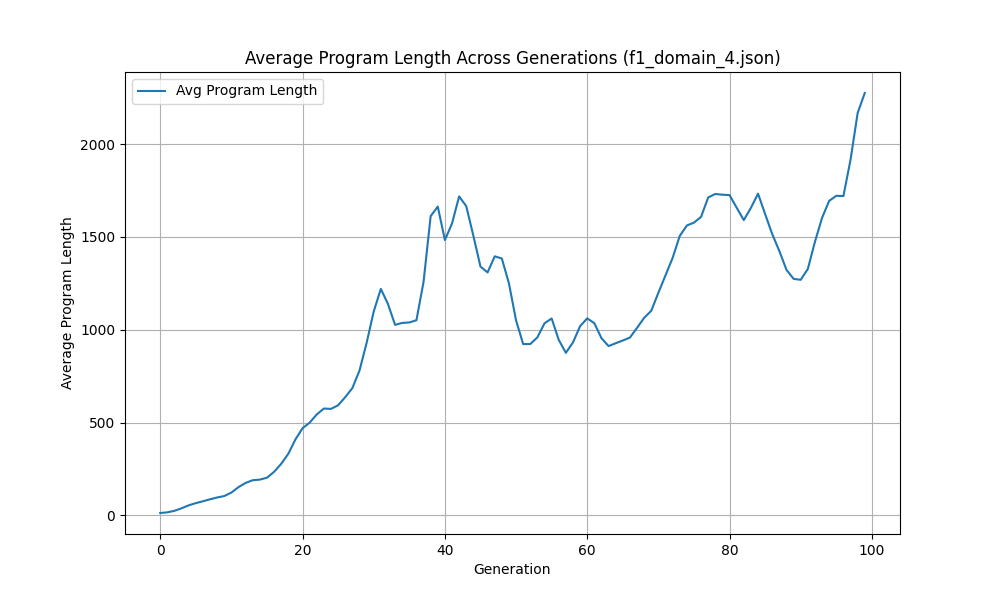 Average Program Length Across Generations (f1_domain_4.json)
Avg Program Length
Average Program Length
2000
1500
1000
500
0
0 20 40 60 80 100
Generation